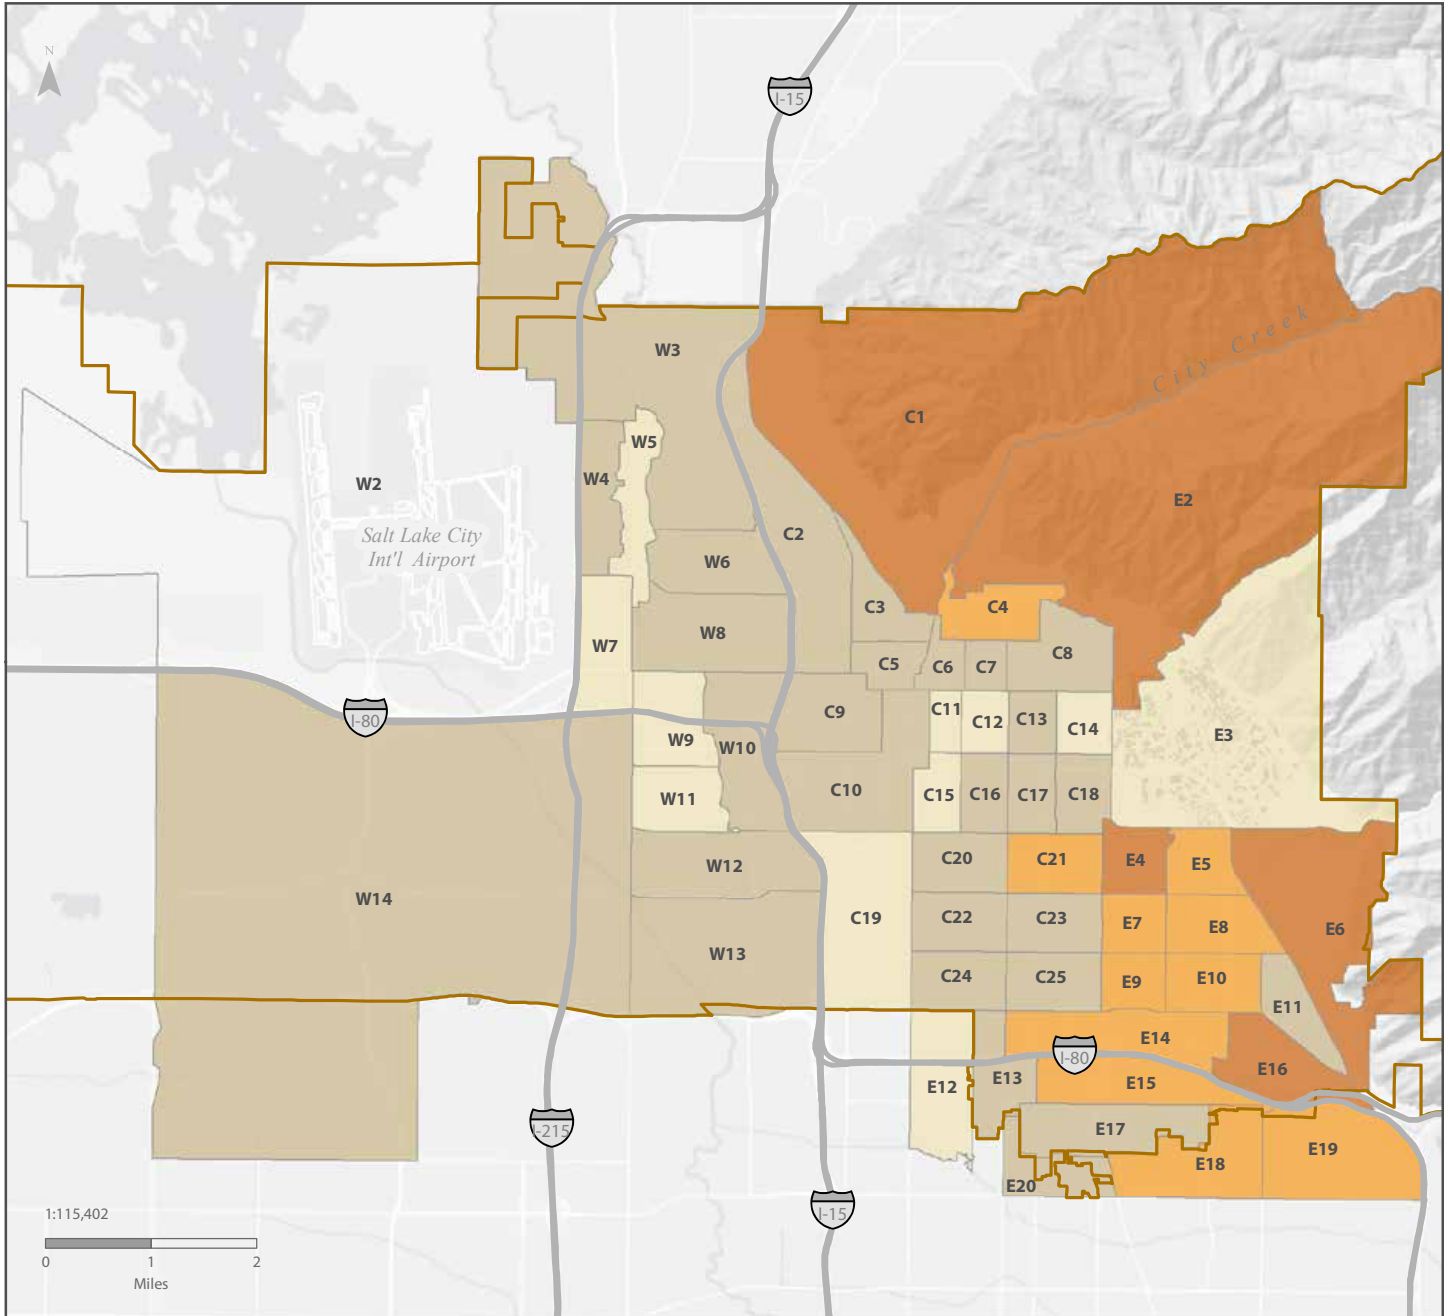 N
I-15
W3
City Creek
C1
W5
W4
W2
E2
Salt Lake City
Int'l Airport
C2
W6
C3
C4
W8
W7
C5
C6
C7
C8
I-80
C9
C11
C12
C13
C14
W9
W10
E3
W11
C10
C15
C16
C17
C18
W12
C20
C21
E4
E5
W14
C19
C22
C23
E7
E8
E6
W13
C24
C25
E9
E10
E11
E14
I-80
E12
E13
E15
E16
I-215
E17
E18
E19
E20
I-15
1:115,402
0 1 2
Miles